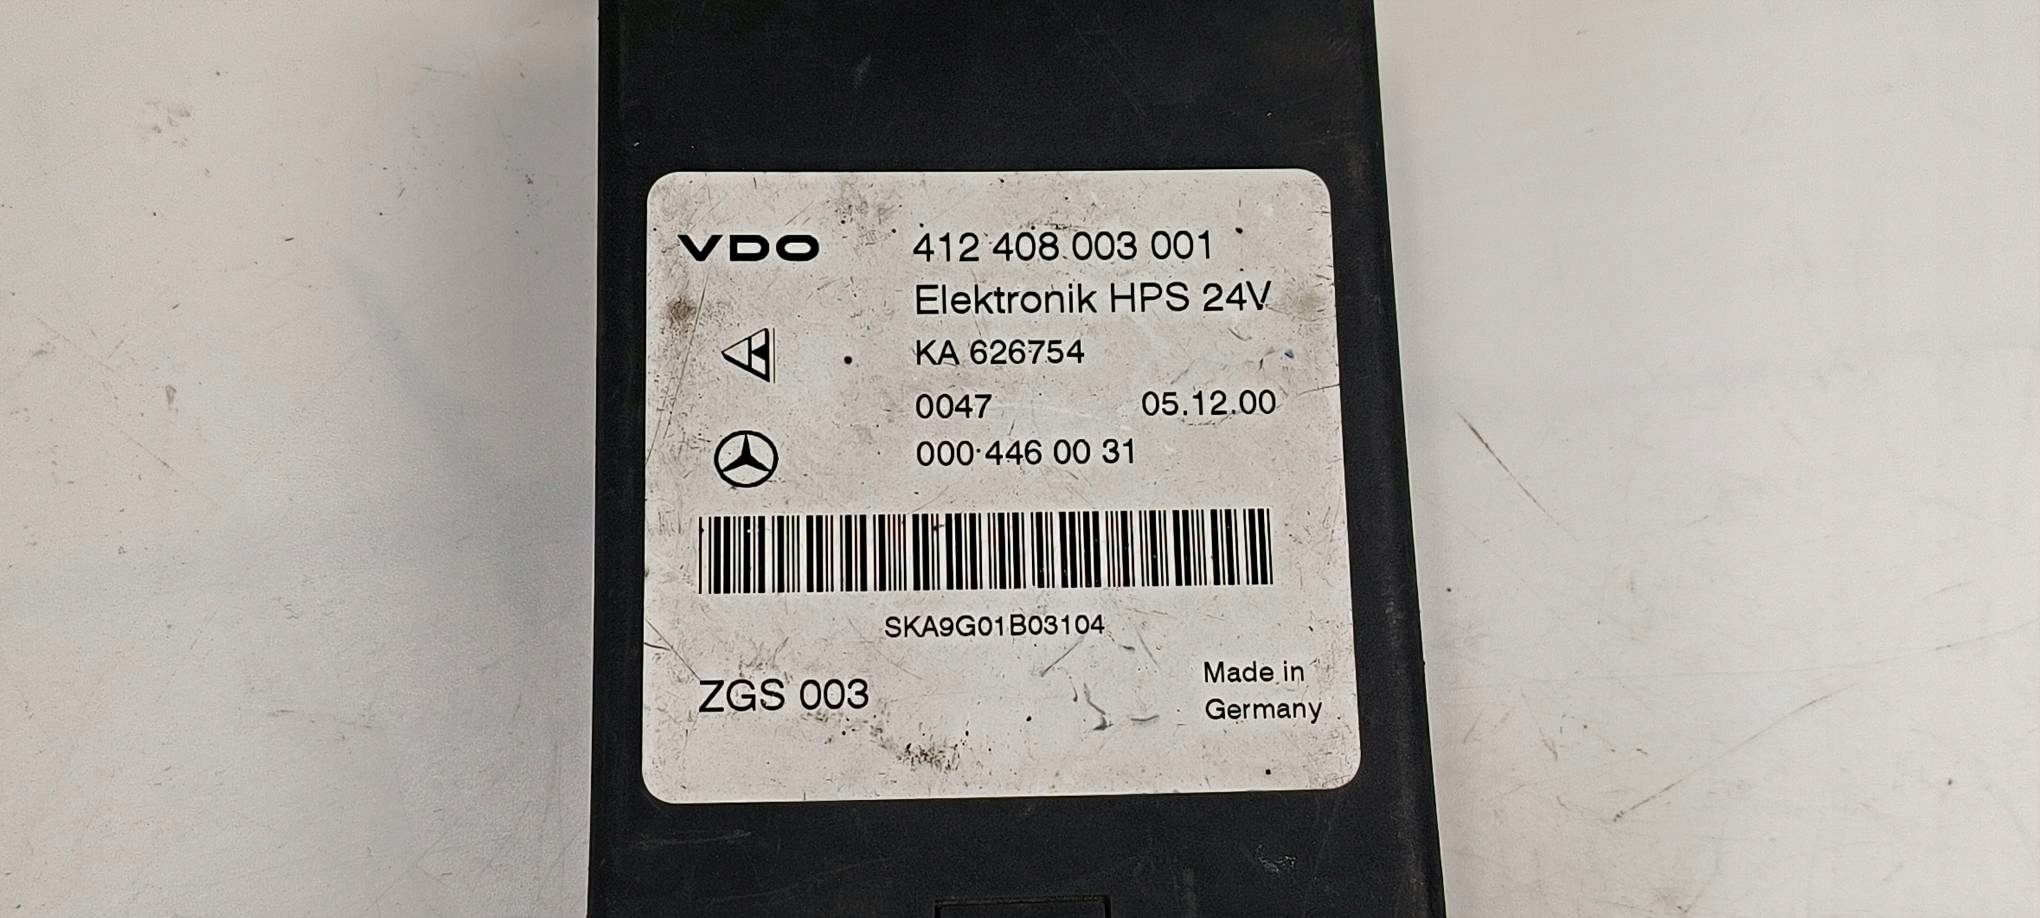 VDO 412 408 003 001
Elektronik HPS 24V
KA 626754
0047 05.12.00
000 446 00 31
SKA9G01B03104
ZGS 003
Made in
Germany